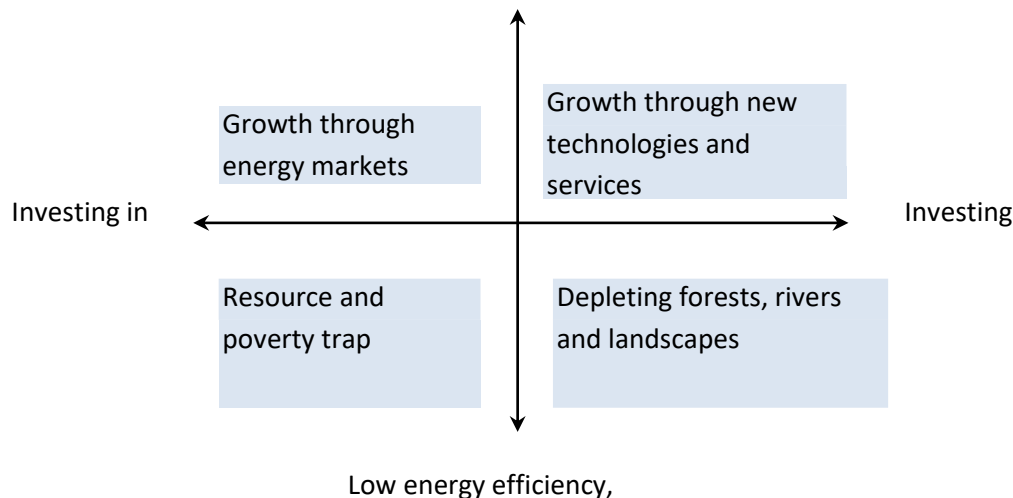 Growth through
energy markets
Growth through new
technologies and
services
Investing in
Investing
Resource and
poverty trap
Depleting forests, rivers
and landscapes
Low energy efficiency,